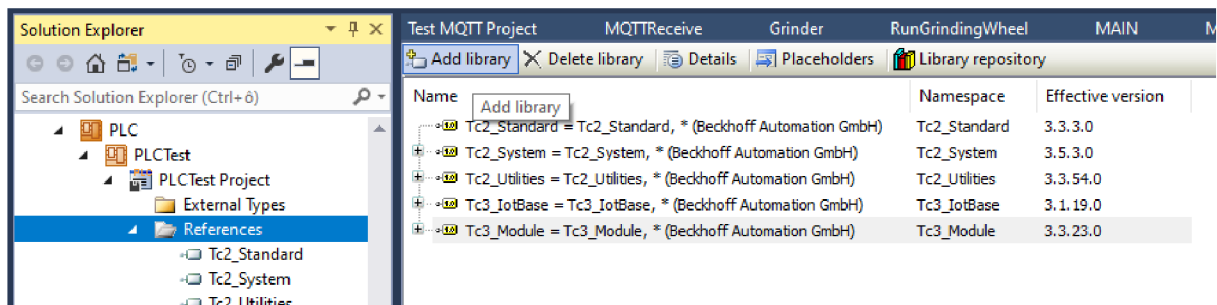 Solution Explorer
Search Solution Explorer (Ctrl+ô)
PLC
PLCTest
PLCTest Project
External Types
References
Tc2_Standard
Tc2_System
Tc2_Utilities
Test MQTT Project MQTTReceive Grinder RunGrindingWheel MAIN M
Add library Delete library Details Placeholders Library repository
Name Namespace Effective version
Add library
Tc2_Standard = Tc2_Standard, * (Beckhoff Automation GmbH) Tc2_Standard 3.3.3.0
Tc2_System = Tc2_System, * (Beckhoff Automation GmbH) Tc2_System 3.5.3.0
Tc2_Utilities = Tc2_Utilities, * (Beckhoff Automation GmbH) Tc2_Utilities 3.3.54.0
Tc3_IotBase = Tc3_IotBase, * (Beckhoff Automation GmbH) Tc3_IotBase 3.1.19.0
Tc3_Module = Tc3_Module, * (Beckhoff Automation GmbH) Tc3_Module 3.3.23.0